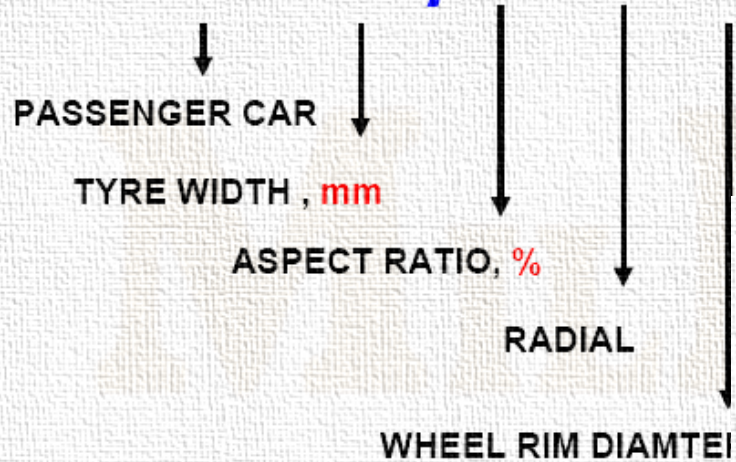 PASSENGER CAR
TYRE WIDTH , mm
ASPECT RATIO, %
RADIAL
WHEEL RIM DIAMTE